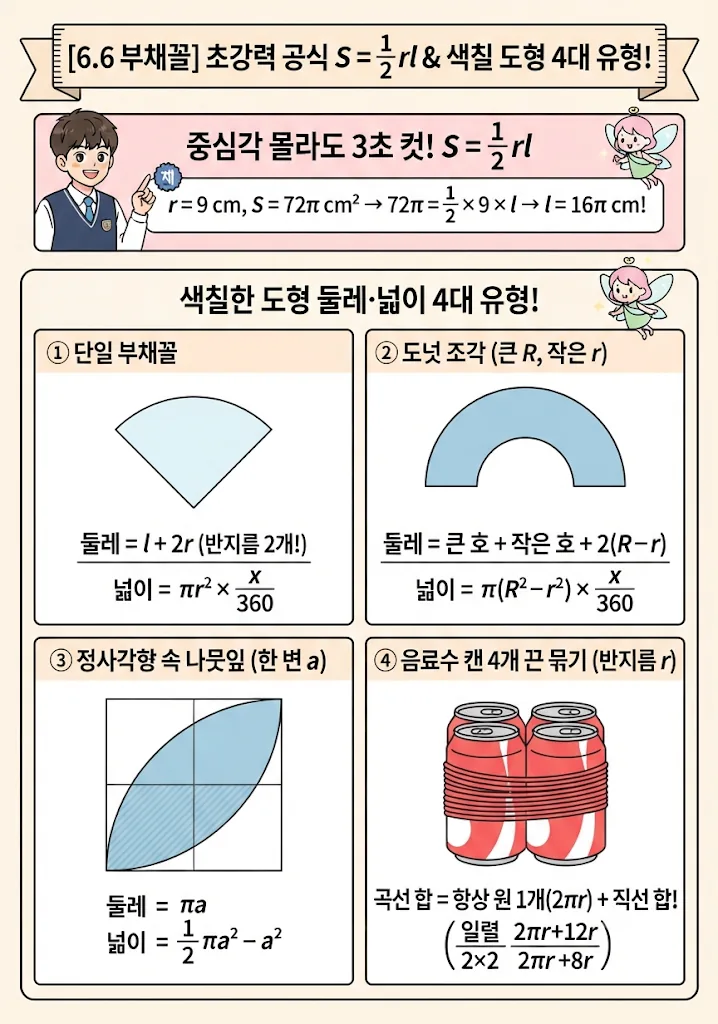 [6.6 부채꼴] 초강력 공식 S = 1/2 rl & 색칠 도형 4대 유형!
중심각 몰라도 3초 컷! S = 1/2 rl
체
r = 9 cm, S = 72π cm² → 72π = 1/2 × 9 × l → l = 16π cm!
색칠한 도형 둘레·넓이 4대 유형!
① 단일 부채꼴
둘레 = l + 2r (반지름 2개!)
넓이 = πr² × x/360
② 도넛 조각 (큰 R, 작은 r)
둘레 = 큰 호 + 작은 호 + 2(R − r)
넓이 = π(R² − r²) × x/360
③ 정사각향 속 나뭇잎 (한 변 a)
둘레 = πa
넓이 = 1/2 πa² − a²
④ 음료수 캔 4개 끈 묶기 (반지름 r)
곡선 합 = 항상 원 1개(2πr) + 직선 합!
(일렬/2×2 2πr+12r/2πr+8r)